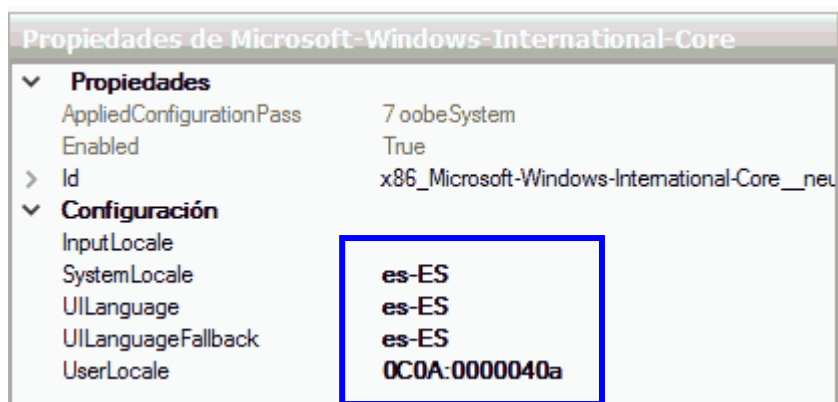 Propiedades de Microsoft-Windows-International-Core
Propiedades
AppliedConfigurationPass 7 oobeSystem
Enabled True
Id x86_Microsoft-Windows-International-Core__neu
Configuración
InputLocale
SystemLocale es-ES
UILanguage es-ES
UILanguageFallback es-ES
UserLocale 0C0A:0000040a